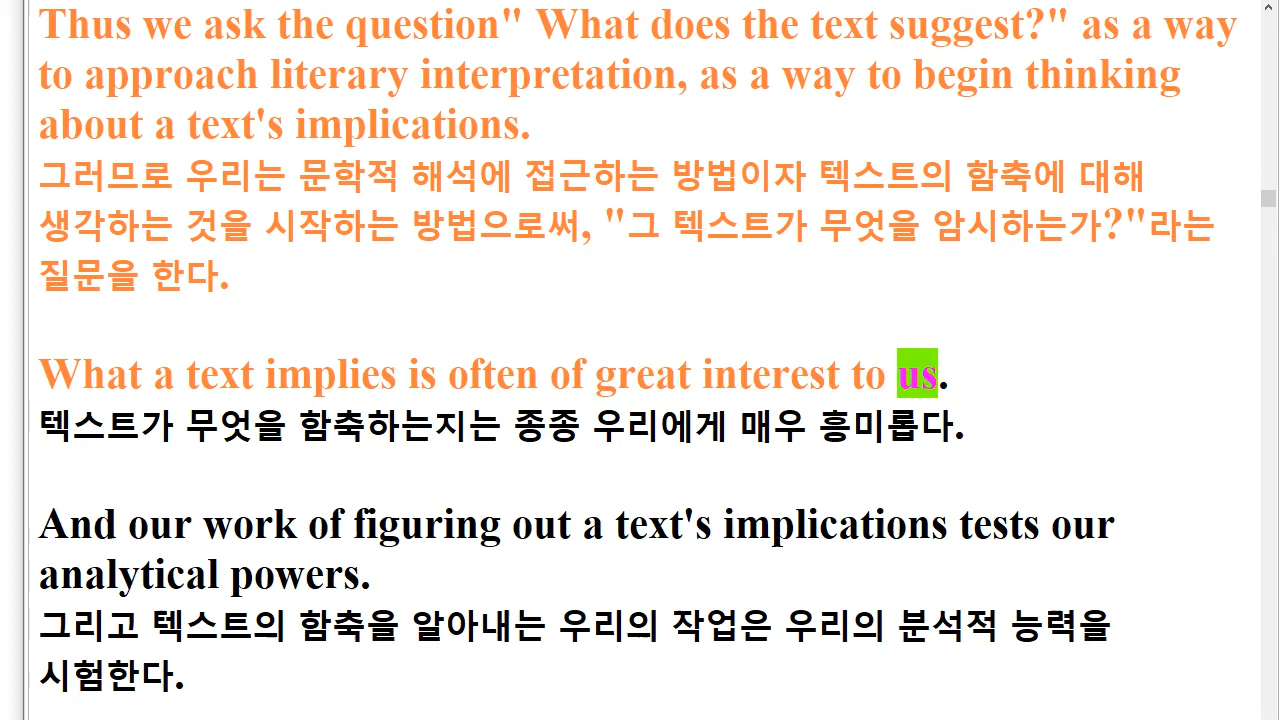 Thus we ask the question" What does the text suggest?" as a way
to approach literary interpretation, as a way to begin thinking
about a text's implications.
그러므로 우리는 문학적 해석에 접근하는 방법이자 텍스트의 함축에 대해
생각하는 것을 시작하는 방법으로써, "그 텍스트가 무엇을 암시하는가?"라는
질문을 한다.
What a text implies is often of great interest to us.
텍스트가 무엇을 함축하는지는 종종 우리에게 매우 흥미롭다.
And our work of figuring out a text's implications tests our
analytical powers.
그리고 텍스트의 함축을 알아내는 우리의 작업은 우리의 분석적 능력을
시험한다.